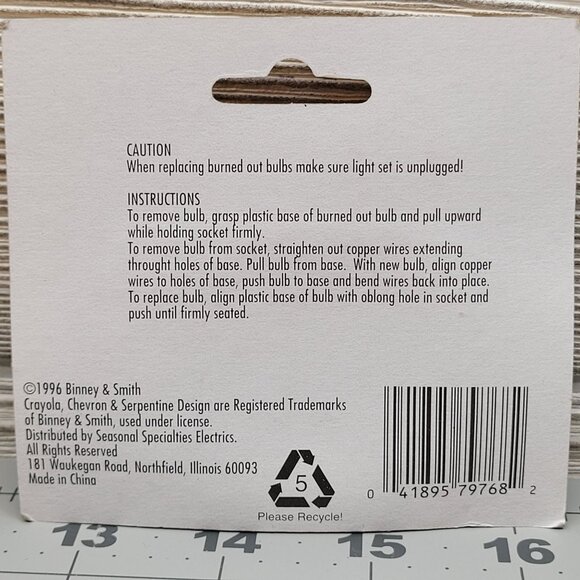 CAUTION
When replacing burned out bulbs make sure light set is unplugged!
INSTRUCTIONS
To remove bulb, grasp plastic base of burned out bulb and pull upward
while holding socket firmly.
To remove bulb from socket, straighten out copper wires extending
throught holes of base. Pull bulb from base. With new bulb, align copper
wires to holes of base, push bulb to base and bend wires back into place.
To replace bulb, align plastic base of bulb with oblong hole in socket and
push until firmly seated.
©1996 Binney & Smith
Crayola, Chevron & Serpentine Design are Registered Trademarks
of Binney & Smith, used under license.
Distributed by Seasonal Specialties Electrics.
All Rights Reserved
181 Waukegan Road, Northfield, Illinois 60093
Made in China
5
Please Recycle!
0 41895 79768 2
13 14 15 16